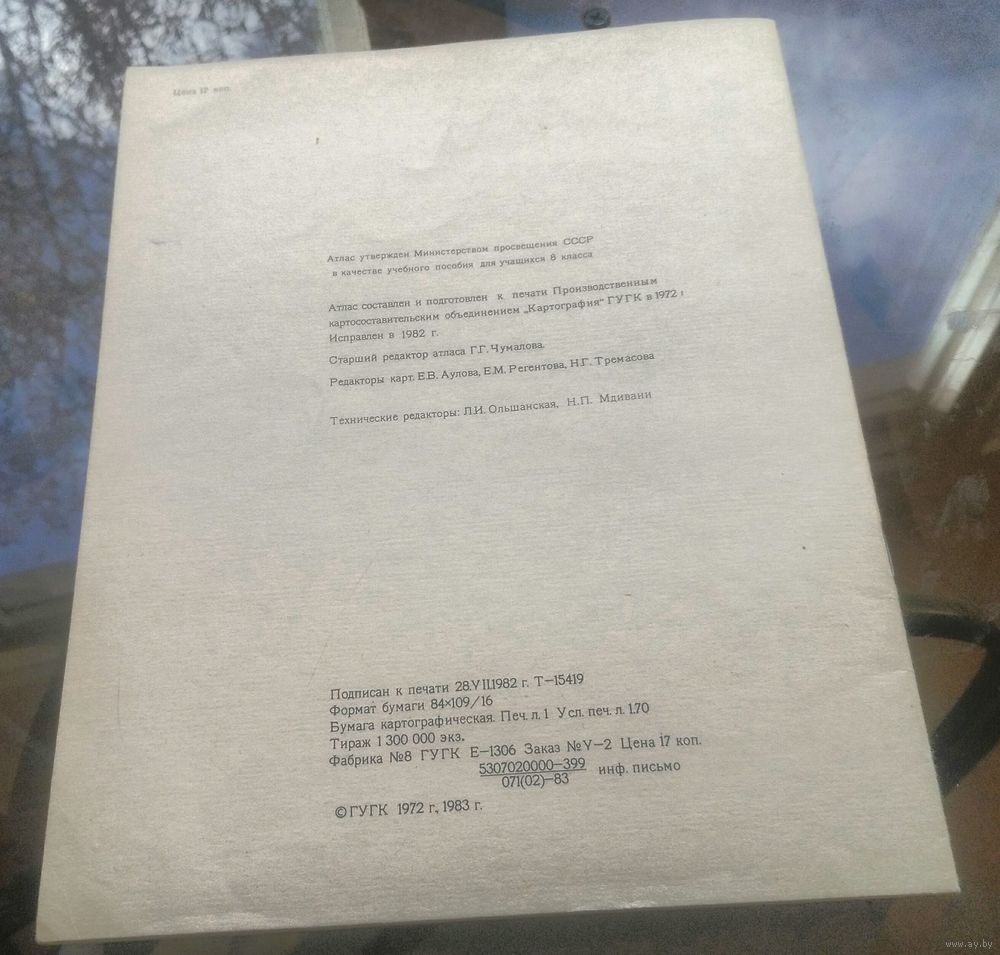 Цена 17 коп.
Атлас утвержден Министерством просвещения СССР
в качестве учебного пособия для учащихся 8 класса
Атлас составлен и подготовлен к печати Производственным
картосоставительским объединением „Картография“ ГУГК в 1972 г
Исправлен в 1982 г.
Старший редактор атласа Г.Г. Чумалова.
Редакторы карт. Е.В. Аулова, Е.М. Регентова, Н.Г. Тремасова
Технические редакторы: Л.И. Ольшанская, Н.П. Мдивани
Подписан к печати 28.VII.1982 г. Т-15419
Формат бумаги 84×109/16
Бумага картографическая. Печ. л. 1 Усл. печ. л. 1.70
Тираж 1 300 000 экз.
Фабрика №8 ГУГК Е-1306 Заказ №У-2 Цена 17 коп.
5307020000-399
071(02)-83 инф. письмо
©ГУГК 1972 г., 1983 г.
www.ay.by